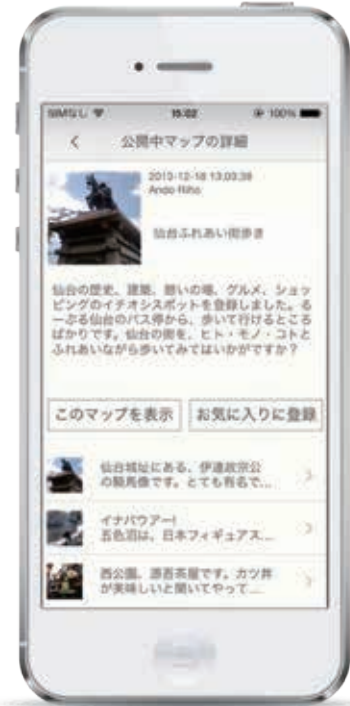 SIMなし 15:02 100%
公開中マップの詳細
2013-12-18 13:03:38
Ando Riho
仙台ふれあい街歩き
仙台の歴史、建築、憩いの場、グルメ、ショッ
ピングのイチオシスポットを登録しました。る
ーぷる仙台のバス停から、歩いて行けるところ
ばかりです。仙台の街を、ヒト・モノ・コトと
ふれあいながら歩いてみてはいかがですか？
このマップを表示 お気に入りに登録
仙台城址にある、伊達政宗公
の騎馬像です。とても有名で...
イナバウアー!
五色沼は、日本フィギュアス...
西公園、源吾茶屋です。カツ丼
が美味しいと聞いてやって...